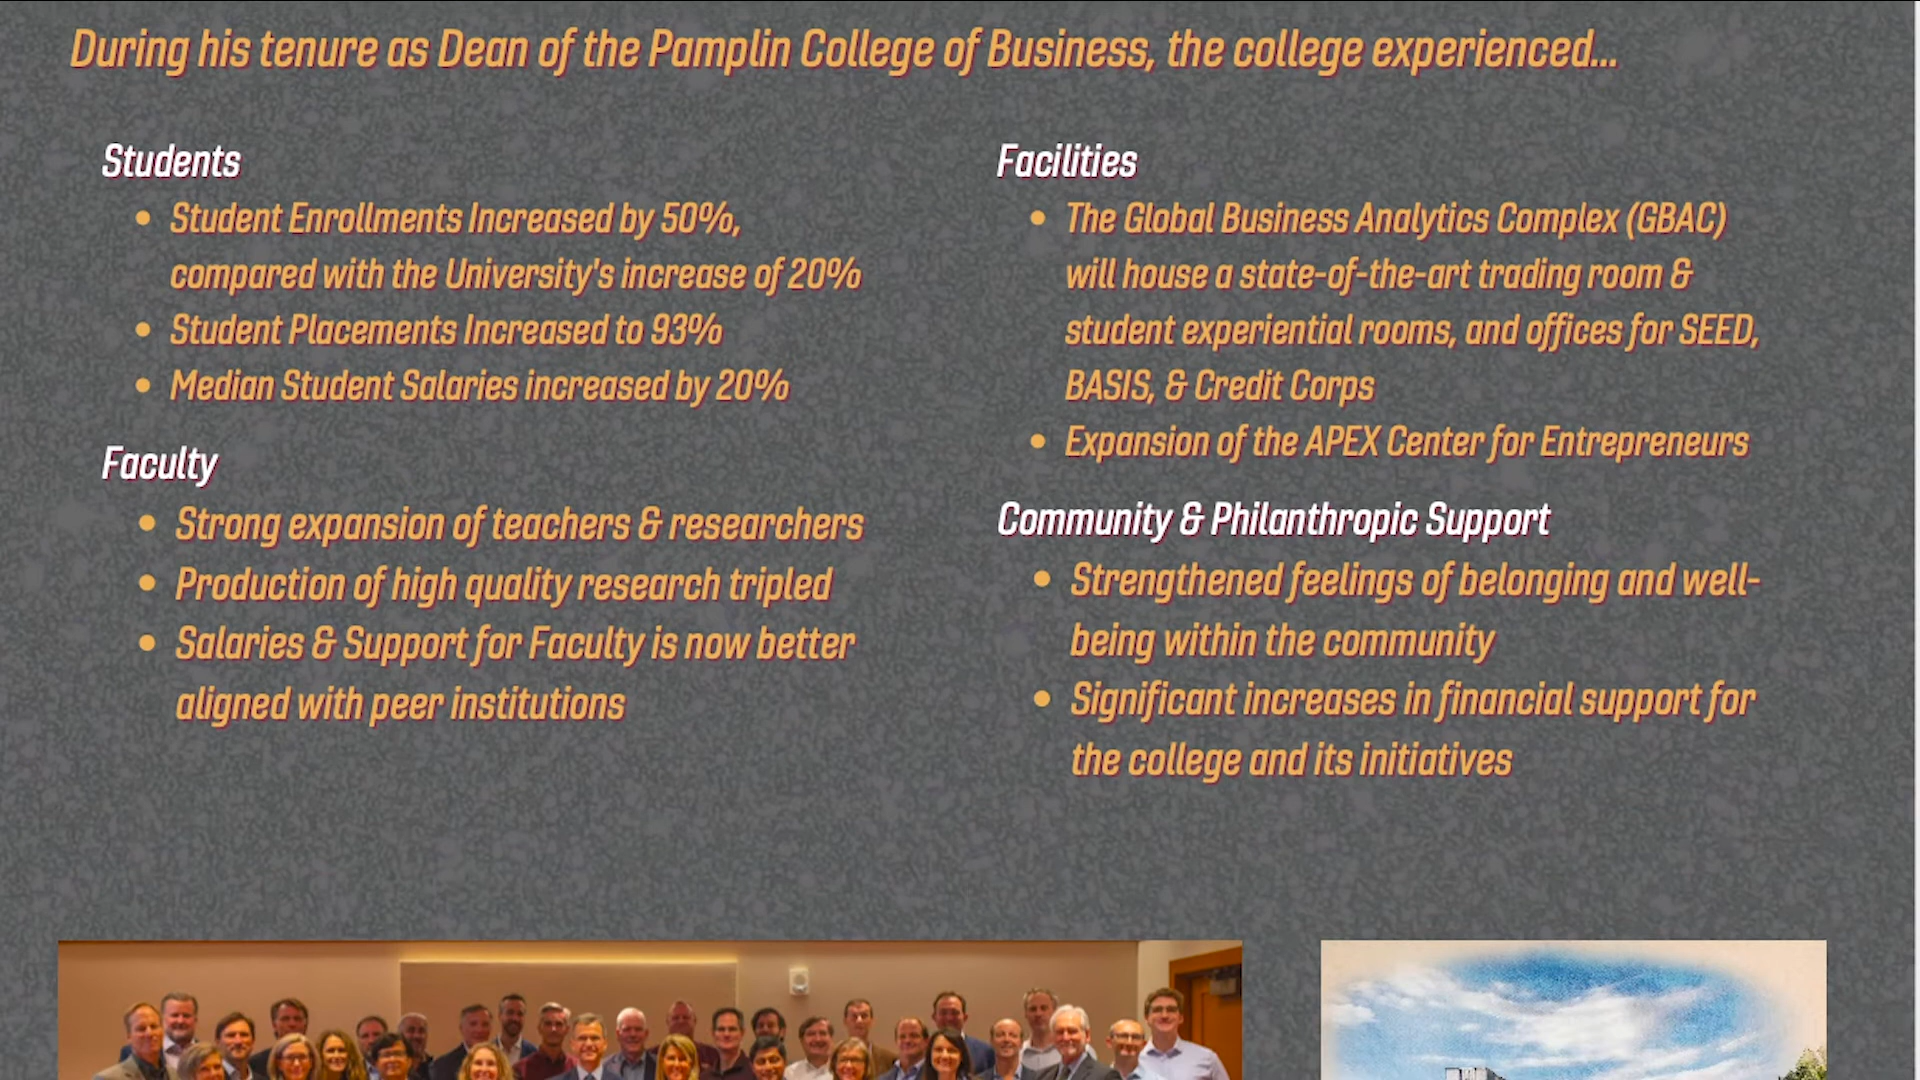 During his tenure as Dean of the Pamplin College of Business, the college experienced...
Students
Student Enrollments Increased by 50%,
compared with the University's increase of 20%
Student Placements Increased to 93%
Median Student Salaries increased by 20%
Faculty
Strong expansion of teachers & researchers
Production of high quality research tripled
Salaries & Support for Faculty is now better
aligned with peer institutions
Facilities
The Global Business Analytics Complex (GBAC)
will house a state-of-the-art trading room &
student experiential rooms, and offices for SEED,
BASIS, & Credit Corps
Expansion of the APEX Center for Entrepreneurs
Community & Philanthropic Support
Strengthened feelings of belonging and well-
being within the community
Significant increases in financial support for
the college and its initiatives